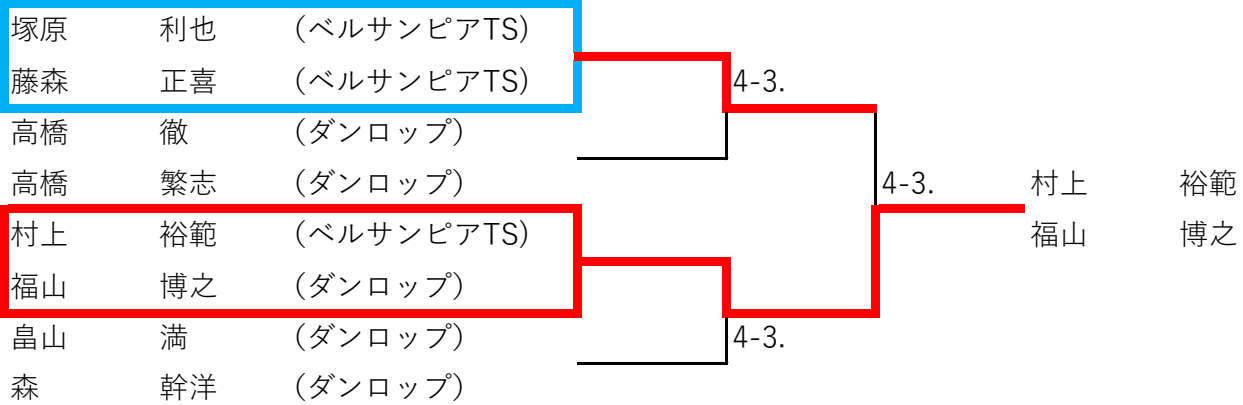 塚原 利也 （ベルサンピアTS）
藤森 正喜 （ベルサンピアTS） 4-3.
高橋 徹 （ダンロップ）
高橋 繁志 （ダンロップ） 4-3. 村上 裕範
村上 裕範 （ベルサンピアTS） 福山 博之
福山 博之 （ダンロップ）
畠山 満 （ダンロップ） 4-3.
森 幹洋 （ダンロップ）